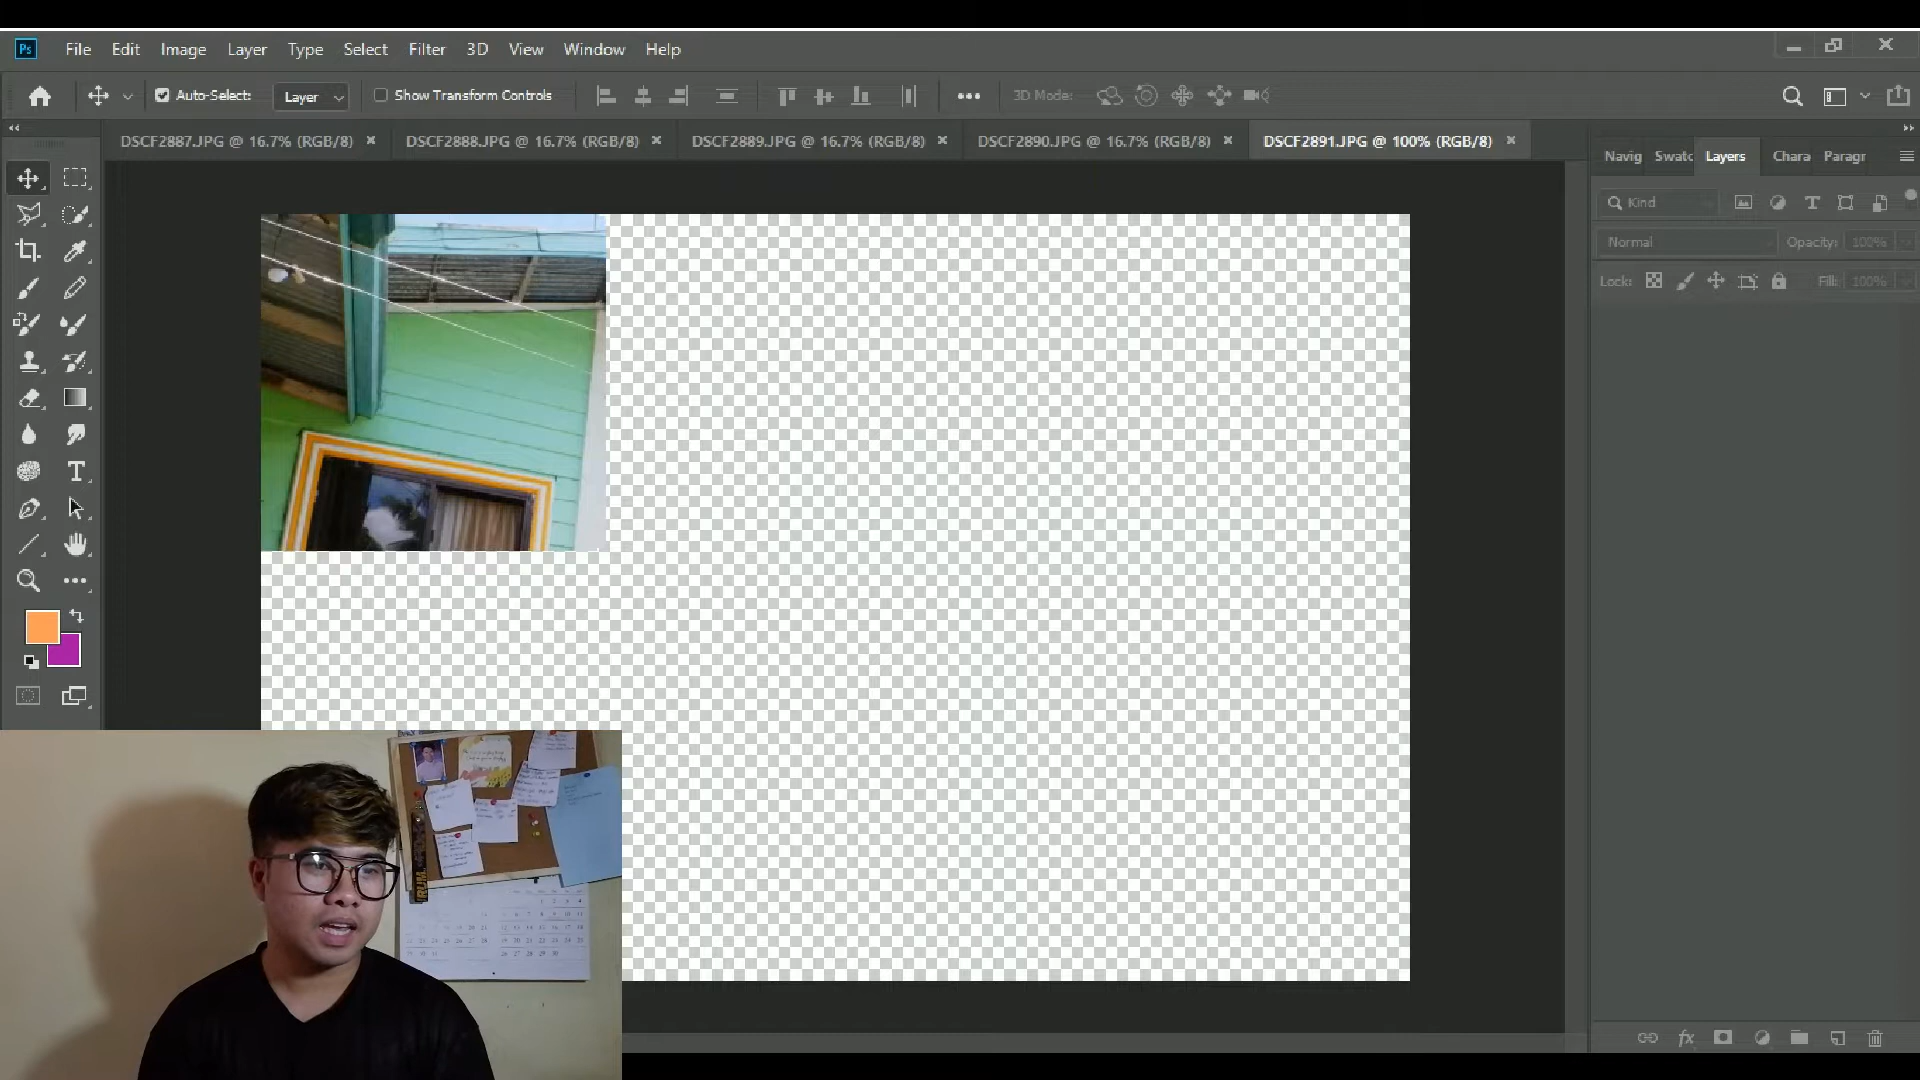 Ps File Edit Image Layer Type Select Filter 3D View Window Help
Auto-Select: Layer Show Transform Controls 3D Mode:
DSCF2887.JPG @ 16.7% (RGB/8) DSCF2888.JPG @ 16.7% (RGB/8) DSCF2889.JPG @ 16.7% (RGB/8) DSCF2890.JPG @ 16.7% (RGB/8) DSCF2891.JPG @ 100% (RGB/8)
Navig Swatc Layers Chara Paragr
Kind
Normal Opacity: 100%
Lock: Fill: 100%